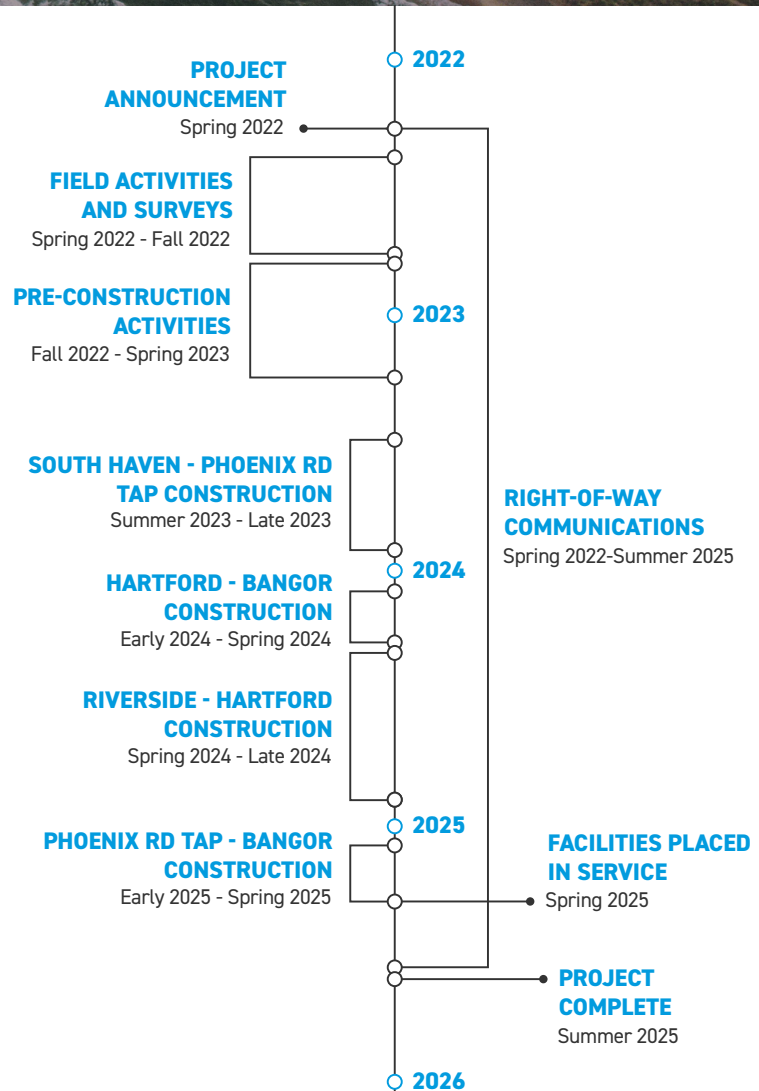 2022
PROJECT
ANNOUNCEMENT
Spring 2022
FIELD ACTIVITIES
AND SURVEYS
Spring 2022 - Fall 2022
PRE-CONSTRUCTION
ACTIVITIES
Fall 2022 - Spring 2023
2023
SOUTH HAVEN - PHOENIX RD
TAP CONSTRUCTION
Summer 2023 - Late 2023
RIGHT-OF-WAY
COMMUNICATIONS
Spring 2022-Summer 2025
2024
HARTFORD - BANGOR
CONSTRUCTION
Early 2024 - Spring 2024
RIVERSIDE - HARTFORD
CONSTRUCTION
Spring 2024 - Late 2024
2025
PHOENIX RD TAP - BANGOR
CONSTRUCTION
Early 2025 - Spring 2025
FACILITIES PLACED
IN SERVICE
Spring 2025
PROJECT
COMPLETE
Summer 2025
2026